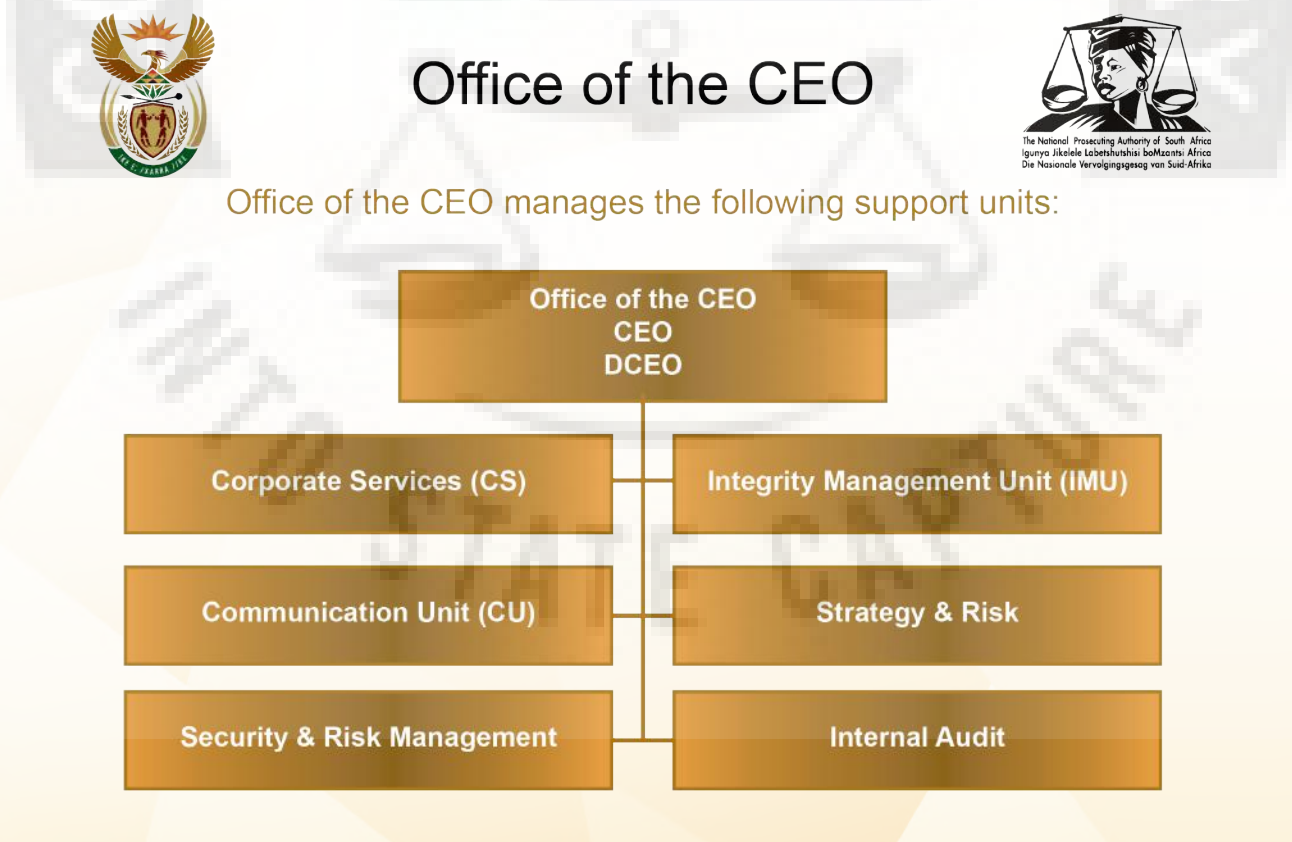 Office of the CEO
The National Prosecuting Authority of South Africa
Igunya Jikelele Labetshutshisi boMzantsi Africa
Die Nasionale Vervolgingsgesag van Suid-Afrika
Office of the CEO manages the following support units:
Office of the CEO
CEO
DCEO
Corporate Services (CS)
Integrity Management Unit (IMU)
Communication Unit (CU)
Strategy & Risk
Security & Risk Management
Internal Audit
INTO STATE CAPTURE